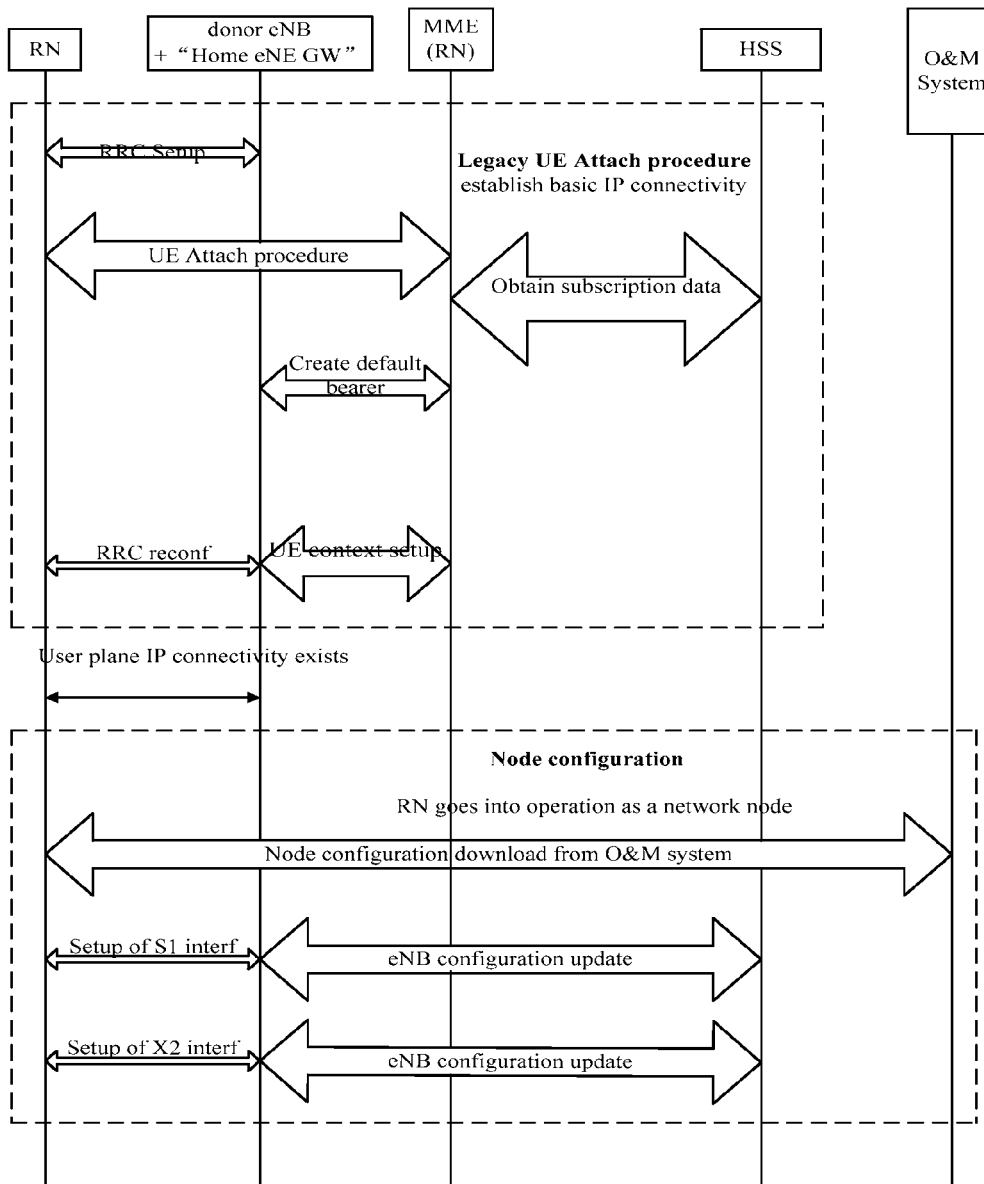 RN
donor eNB
+ “Home eNE GW”
MME
(RN)
HSS
O&M
System
RRC Setup
Legacy UE Attach procedure
establish basic IP connectivity
UE Attach procedure
Obtain subscription data
Create default
bearer
RRC reconf
UE context setup
User plane IP connectivity exists
Node configuration
RN goes into operation as a network node
Node configuration download from O&M system
Setup of S1 interf
eNB configuration update
Setup of X2 interf
eNB configuration update